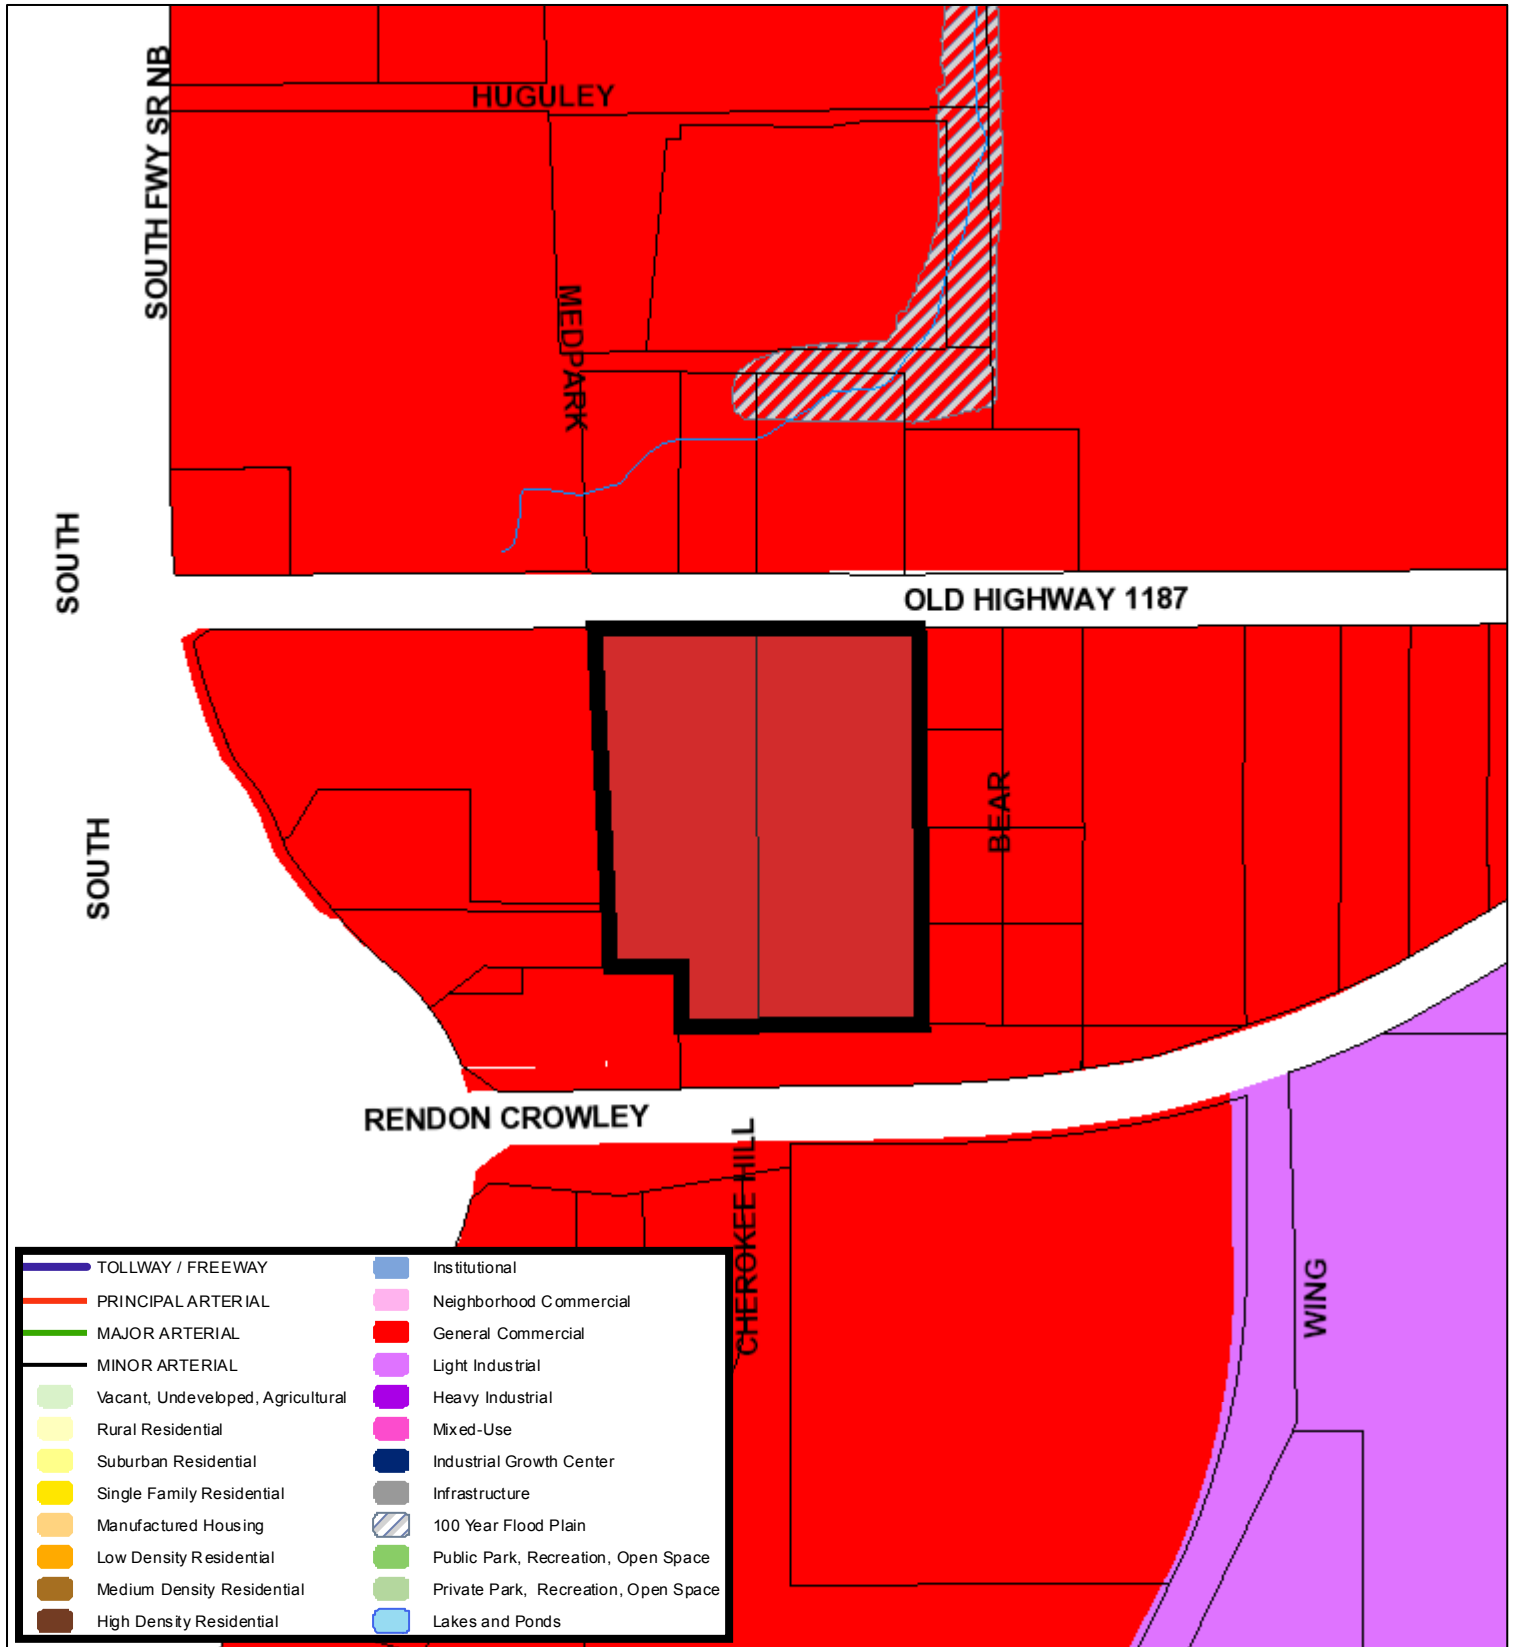 SOUTH FWY SR NB
HUGULEY
MEDPARK
SOUTH
OLD HIGHWAY 1187
BEAR
SOUTH
RENDON CROWLEY
CHEROKEE HILL
WING
TOLLWAY / FREEWAY
PRINCIPAL ARTERIAL
MAJOR ARTERIAL
MINOR ARTERIAL
Vacant, Undeveloped, Agricultural
Rural Residential
Suburban Residential
Single Family Residential
Manufactured Housing
Low Density Residential
Medium Density Residential
High Density Residential
Institutional
Neighborhood Commercial
General Commercial
Light Industrial
Heavy Industrial
Mixed-Use
Industrial Growth Center
Infrastructure
100 Year Flood Plain
Public Park, Recreation, Open Space
Private Park, Recreation, Open Space
Lakes and Ponds